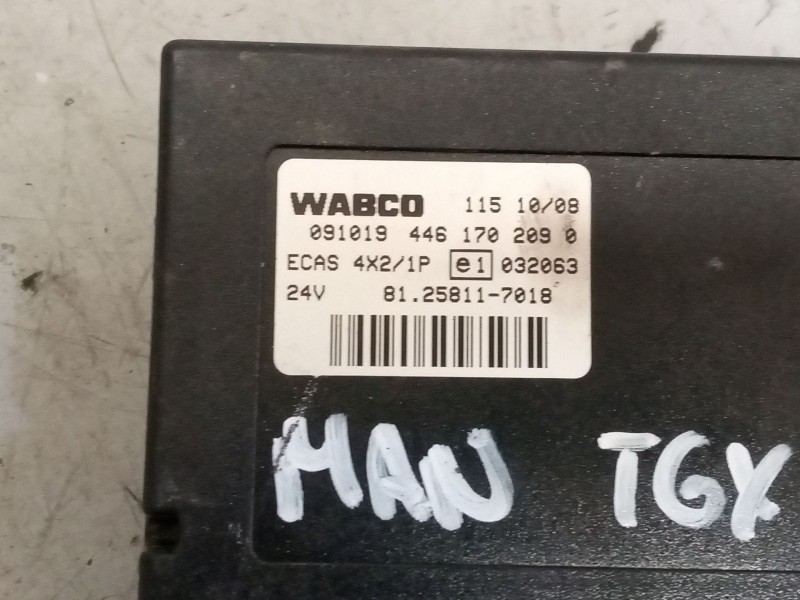 WABCO 115 10/08
091019 446 170 209 0
ECAS 4X2/1P e1 032063
24V 81.25811-7018
MAN TGX